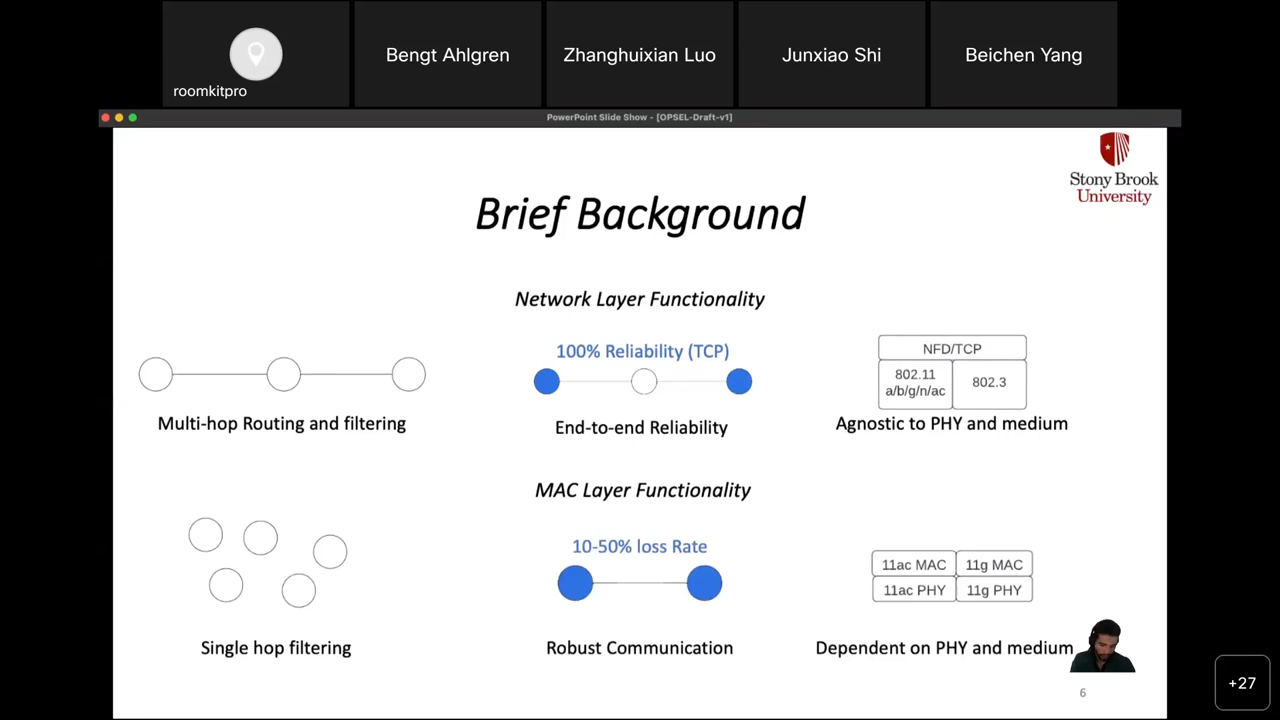 roomkitpro
Bengt Ahlgren
Zhanghuixian Luo
Junxiao Shi
Beichen Yang
PowerPoint Slide Show - [OPSEL-Draft-v1]
Stony Brook
University
Brief Background
Network Layer Functionality
100% Reliability (TCP)
NFD/TCP
802.11
a/b/g/n/ac
802.3
Multi-hop Routing and filtering
End-to-end Reliability
Agnostic to PHY and medium
MAC Layer Functionality
10-50% loss Rate
11ac MAC
11g MAC
11ac PHY
11g PHY
Single hop filtering
Robust Communication
Dependent on PHY and medium
6
+27